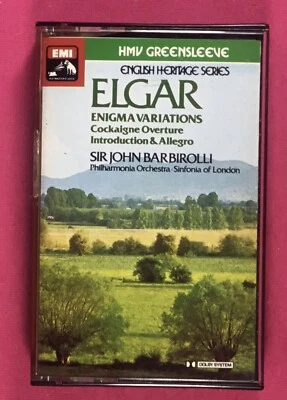 EMI
HMV GREENSLEEVE
ENGLISH HERITAGE SERIES
ELGAR
ENIGMA VARIATIONS
Cockaigne Overture
Introduction & Allegro
SIR JOHN BARBIROLLI
Philharmonia Orchestra · Sinfonia of London
DOLBY SYSTEM